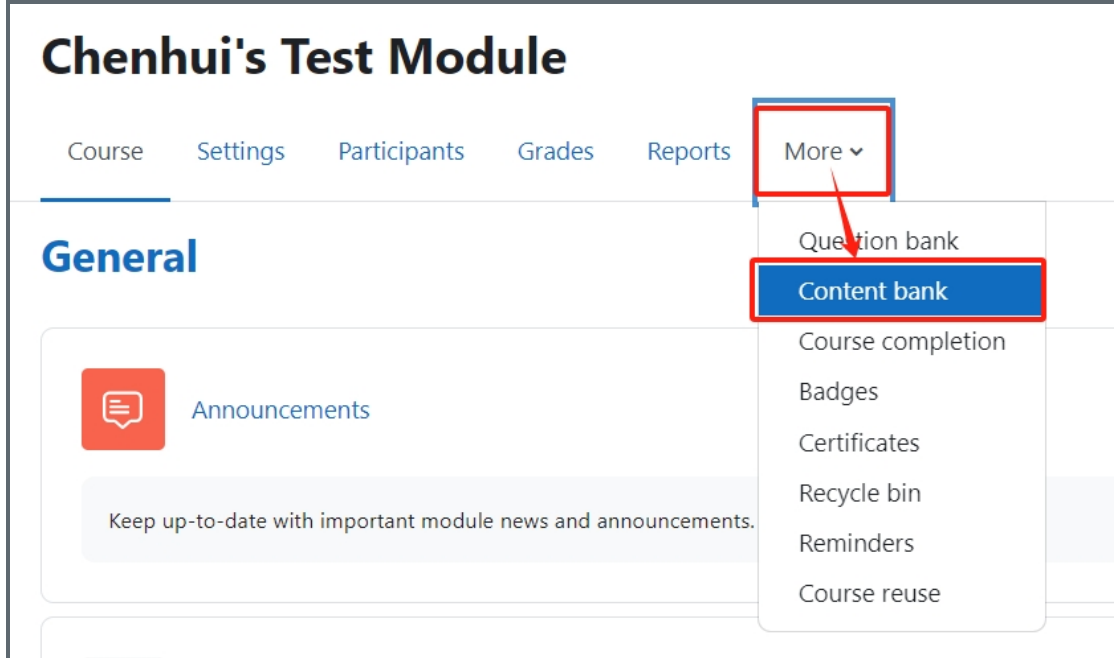 Chenhui's Test Module
Course Settings Participants Grades Reports More
Question bank
Content bank
Course completion
Badges
Certificates
Recycle bin
Reminders
Course reuse
General
Announcements
Keep up-to-date with important module news and announcements.